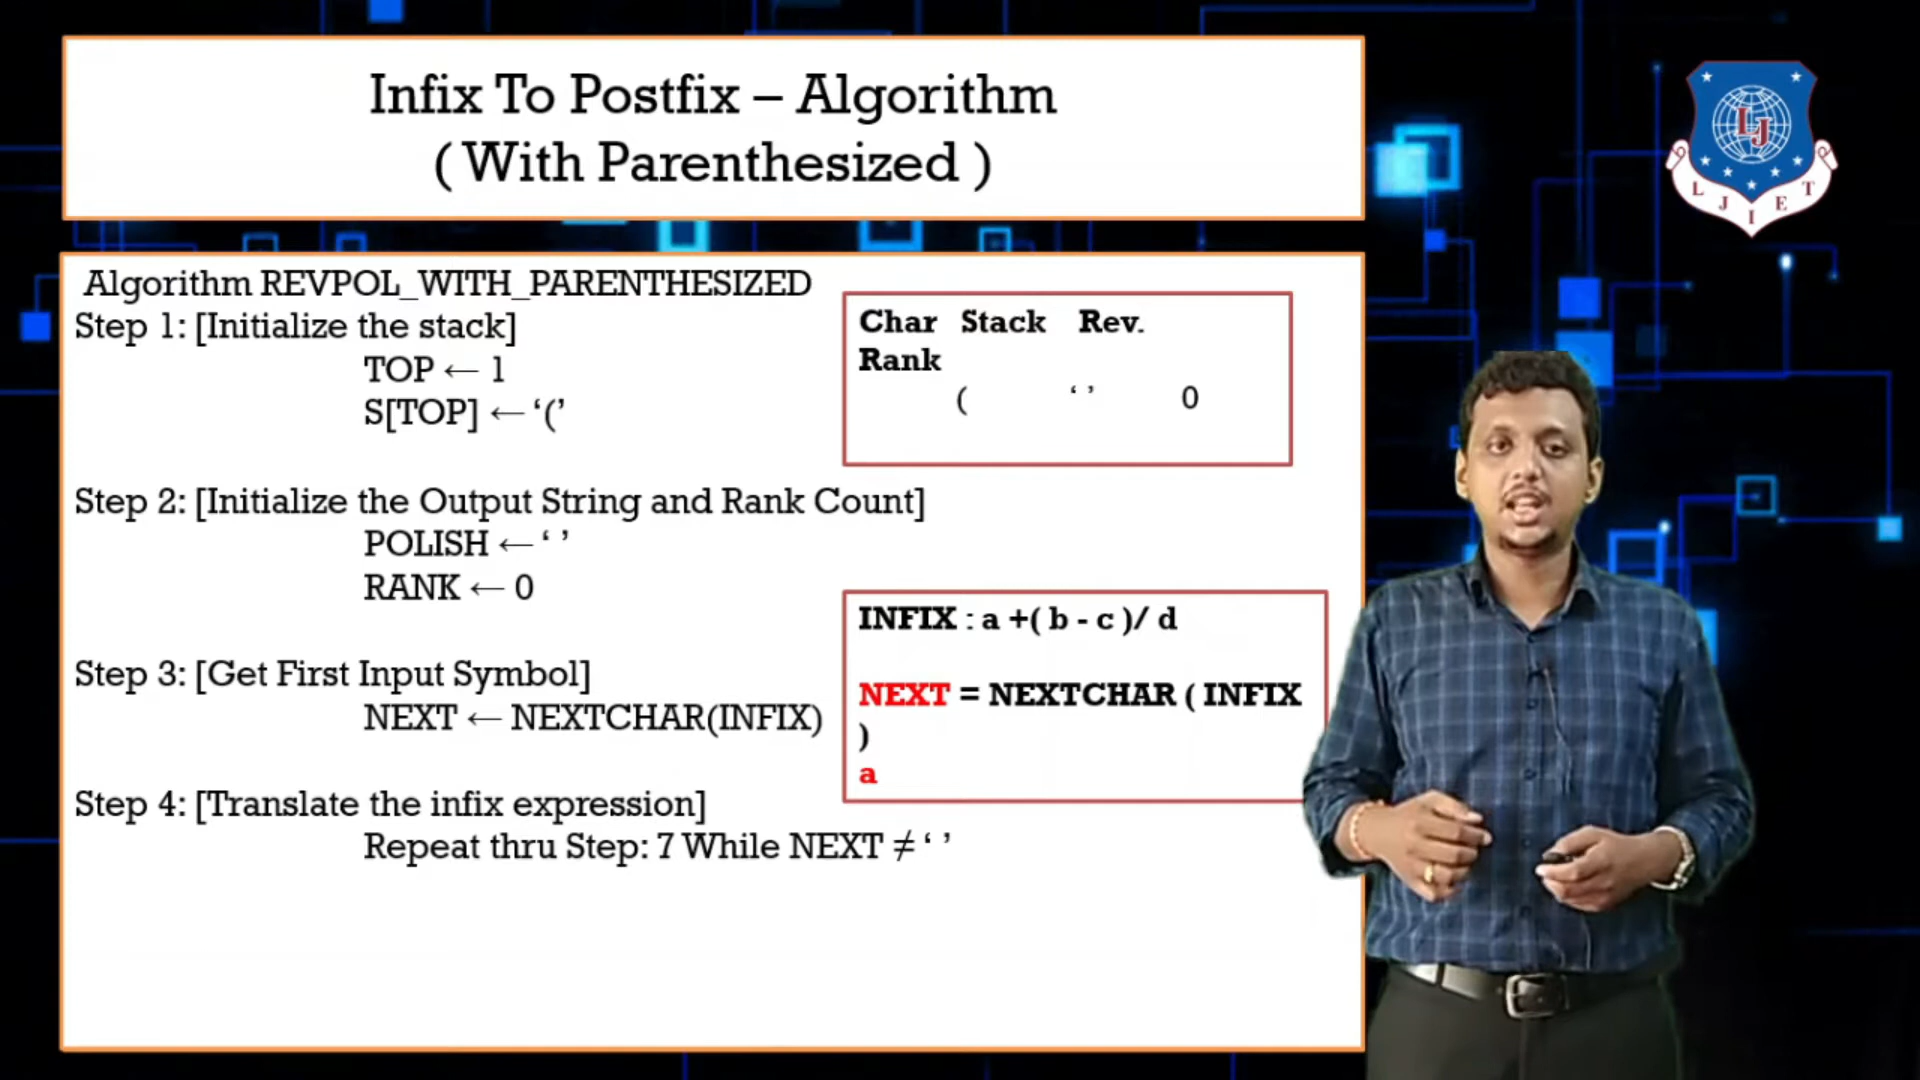 Infix To Postfix – Algorithm
( With Parenthesized )
Algorithm REVPOL_WITH_PARENTHESIZED
Step 1: [Initialize the stack]
TOP ← 1
S[TOP] ← ‘(’
Step 2: [Initialize the Output String and Rank Count]
POLISH ← ‘ ’
RANK ← 0
Step 3: [Get First Input Symbol]
NEXT ← NEXTCHAR(INFIX)
Step 4: [Translate the infix expression]
Repeat thru Step: 7 While NEXT ≠ ‘ ’
Char Stack Rev.
Rank
( ‘ ’ 0
INFIX : a +( b - c )/ d
NEXT = NEXTCHAR ( INFIX
)
a
LJ
L J I E T